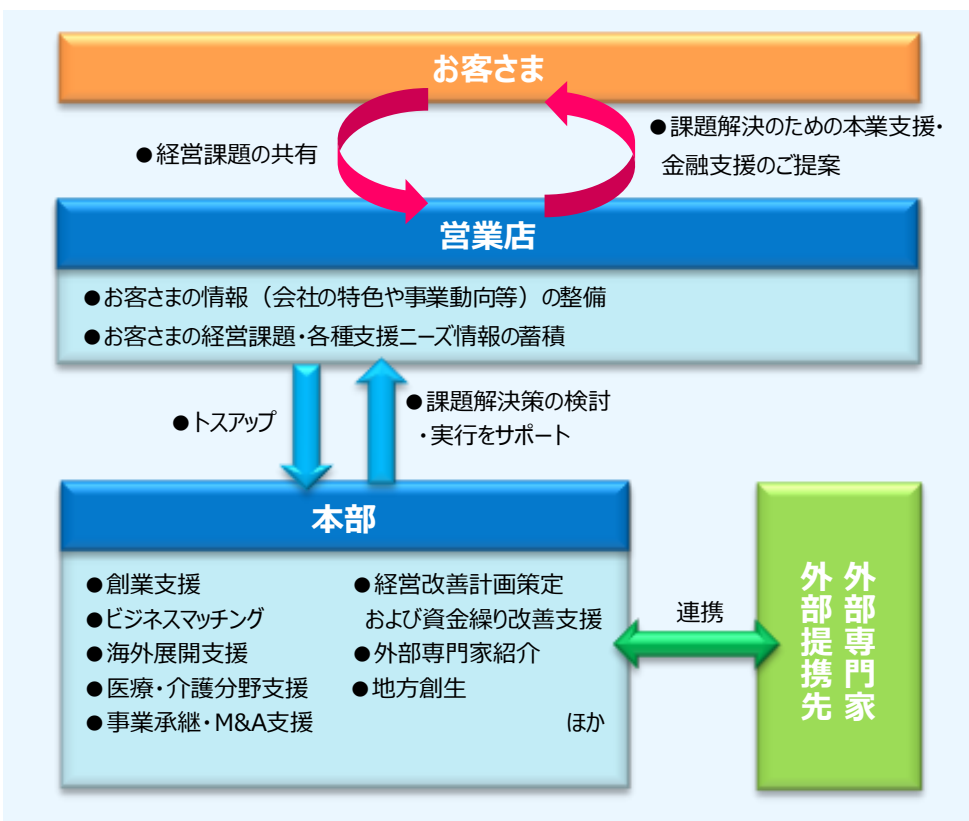 お客さま
●経営課題の共有
●課題解決のための本業支援・
金融支援のご提案
営業店
●お客さまの情報（会社の特色や事業動向等）の整備
●お客さまの経営課題・各種支援ニーズ情報の蓄積
●トスアップ
●課題解決策の検討
・実行をサポート
本部
●創業支援
●ビジネスマッチング
●海外展開支援
●医療・介護分野支援
●事業承継・M&A支援
●経営改善計画策定
および資金繰り改善支援
●外部専門家紹介
●地方創生
ほか
連携
外部専門家
外部提携先